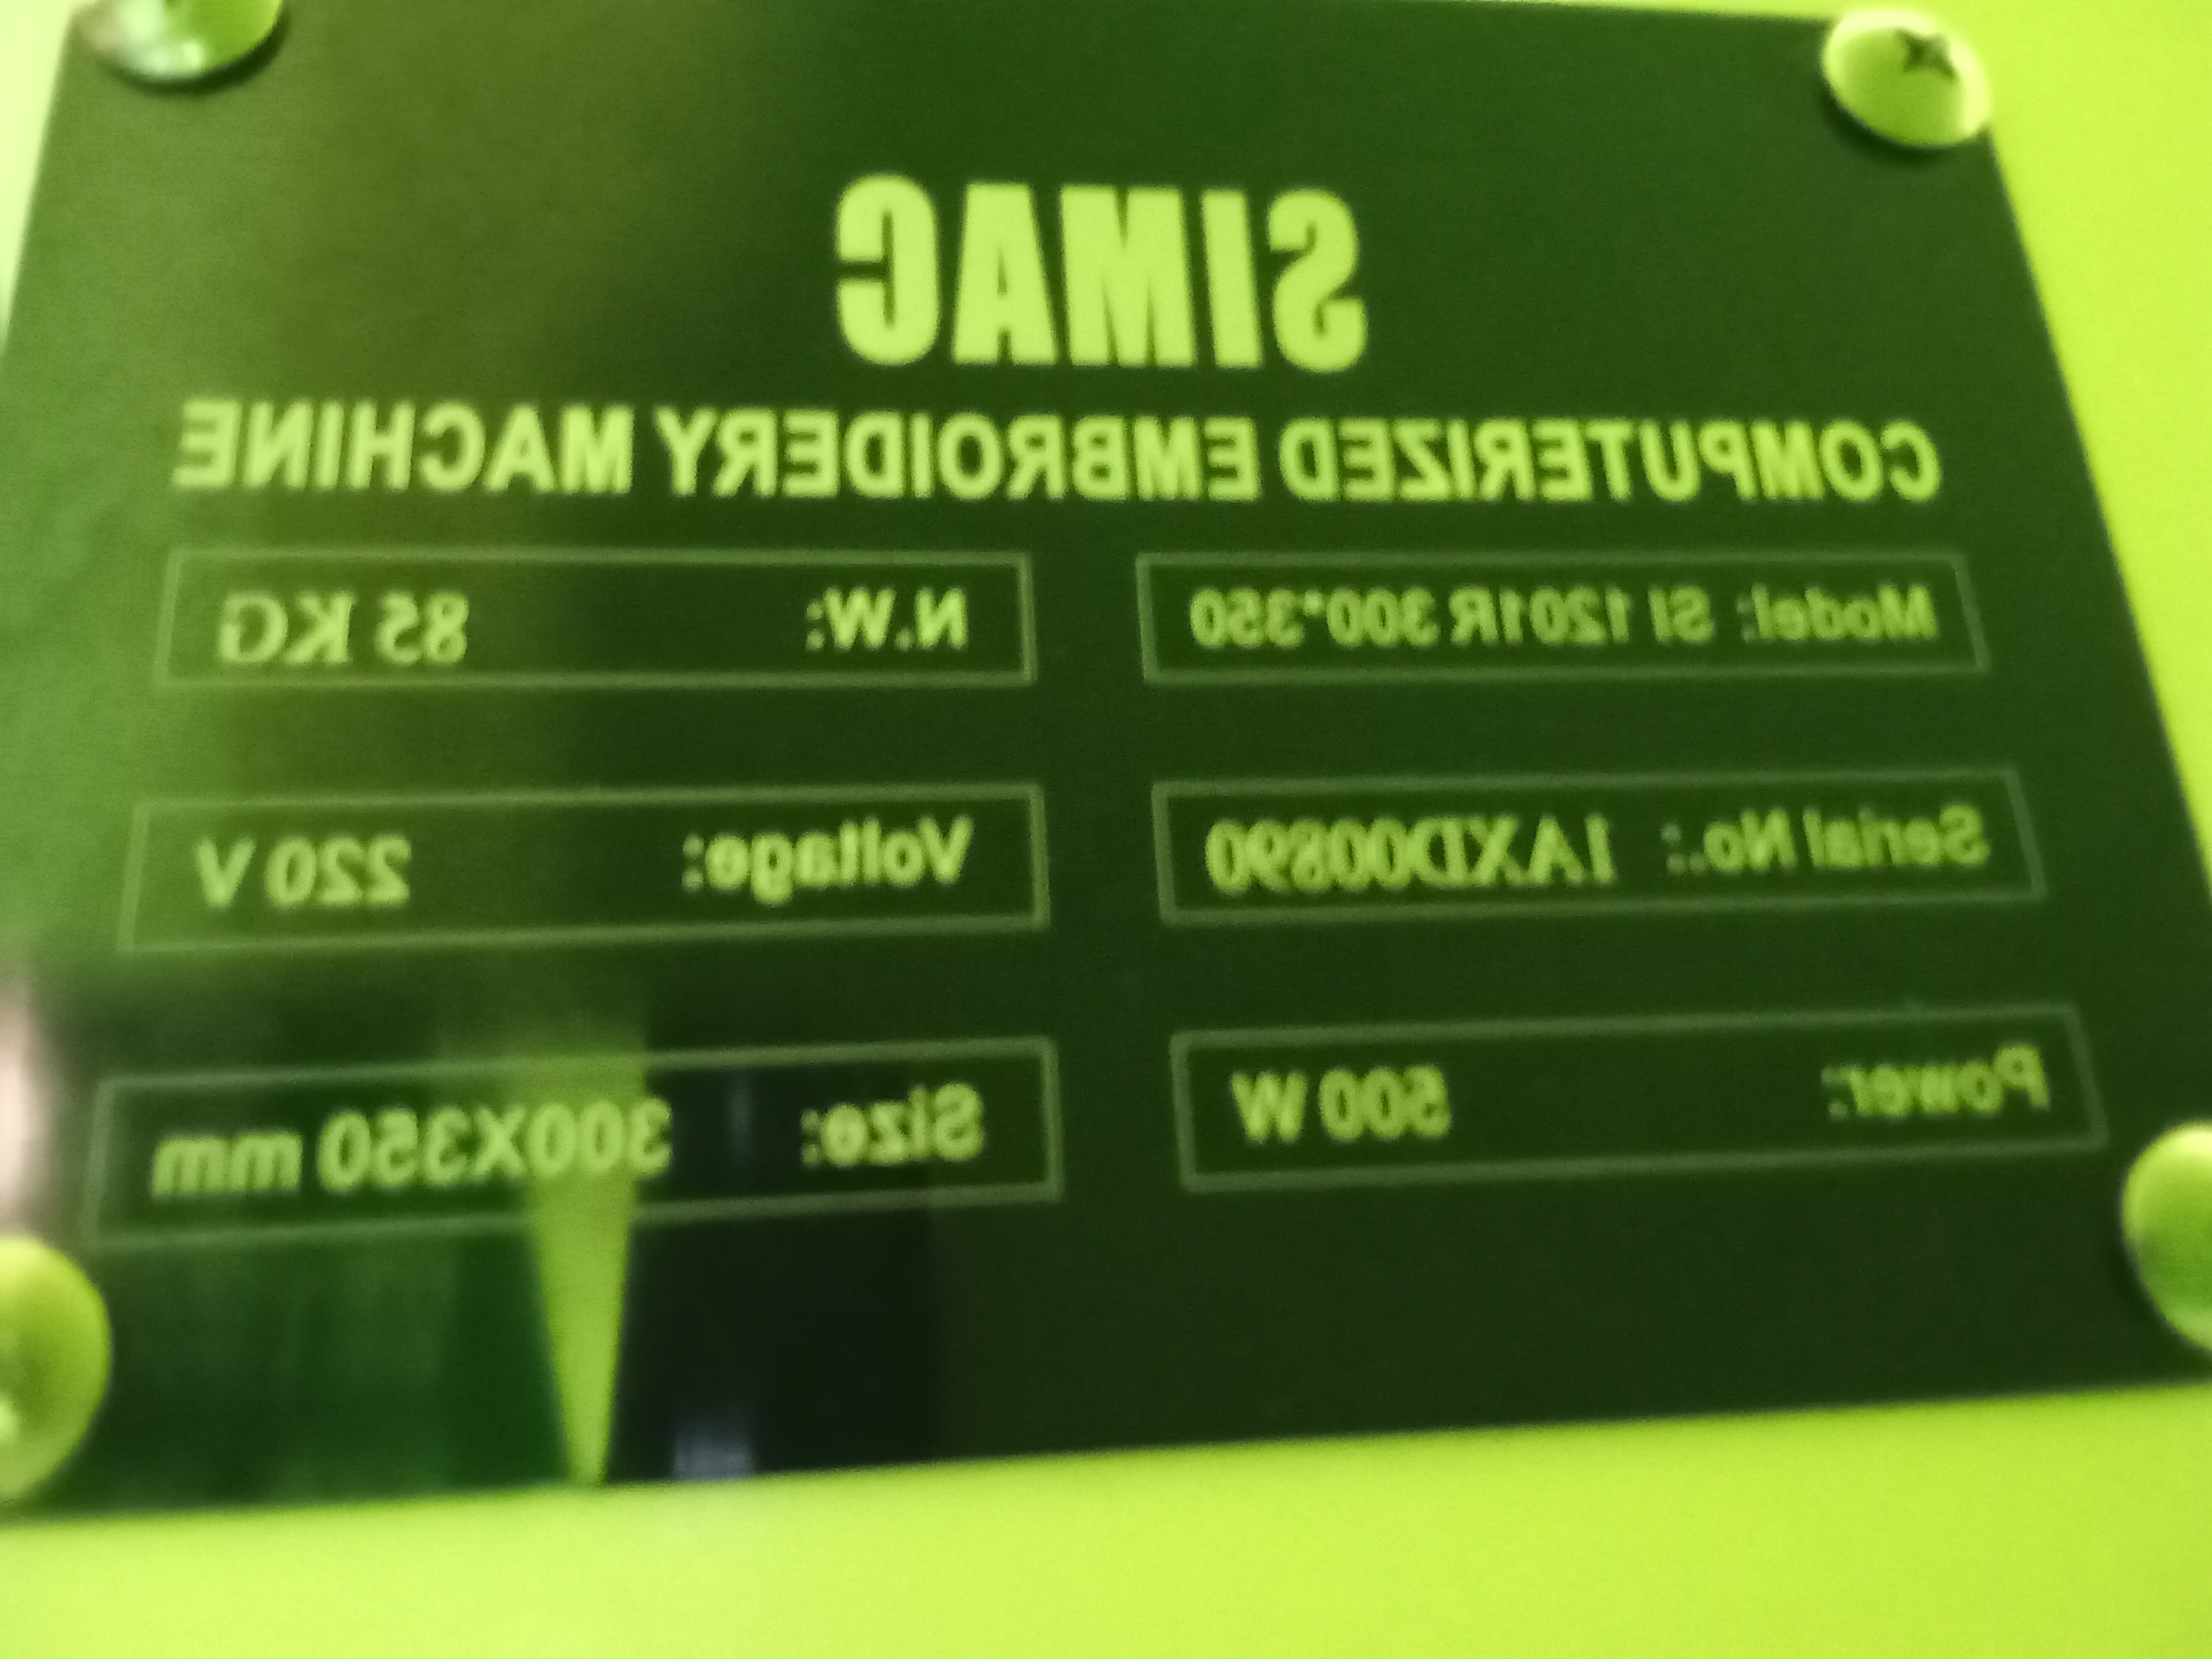 SIMAC
COMPUTERIZED EMBROIDERY MACHINE
Model: SI 1201R 300*350
N.W: 85 KG
Serial No.: 1AXD000890
Voltage: 220 V
Power: 500 W
Size: 300X350 mm